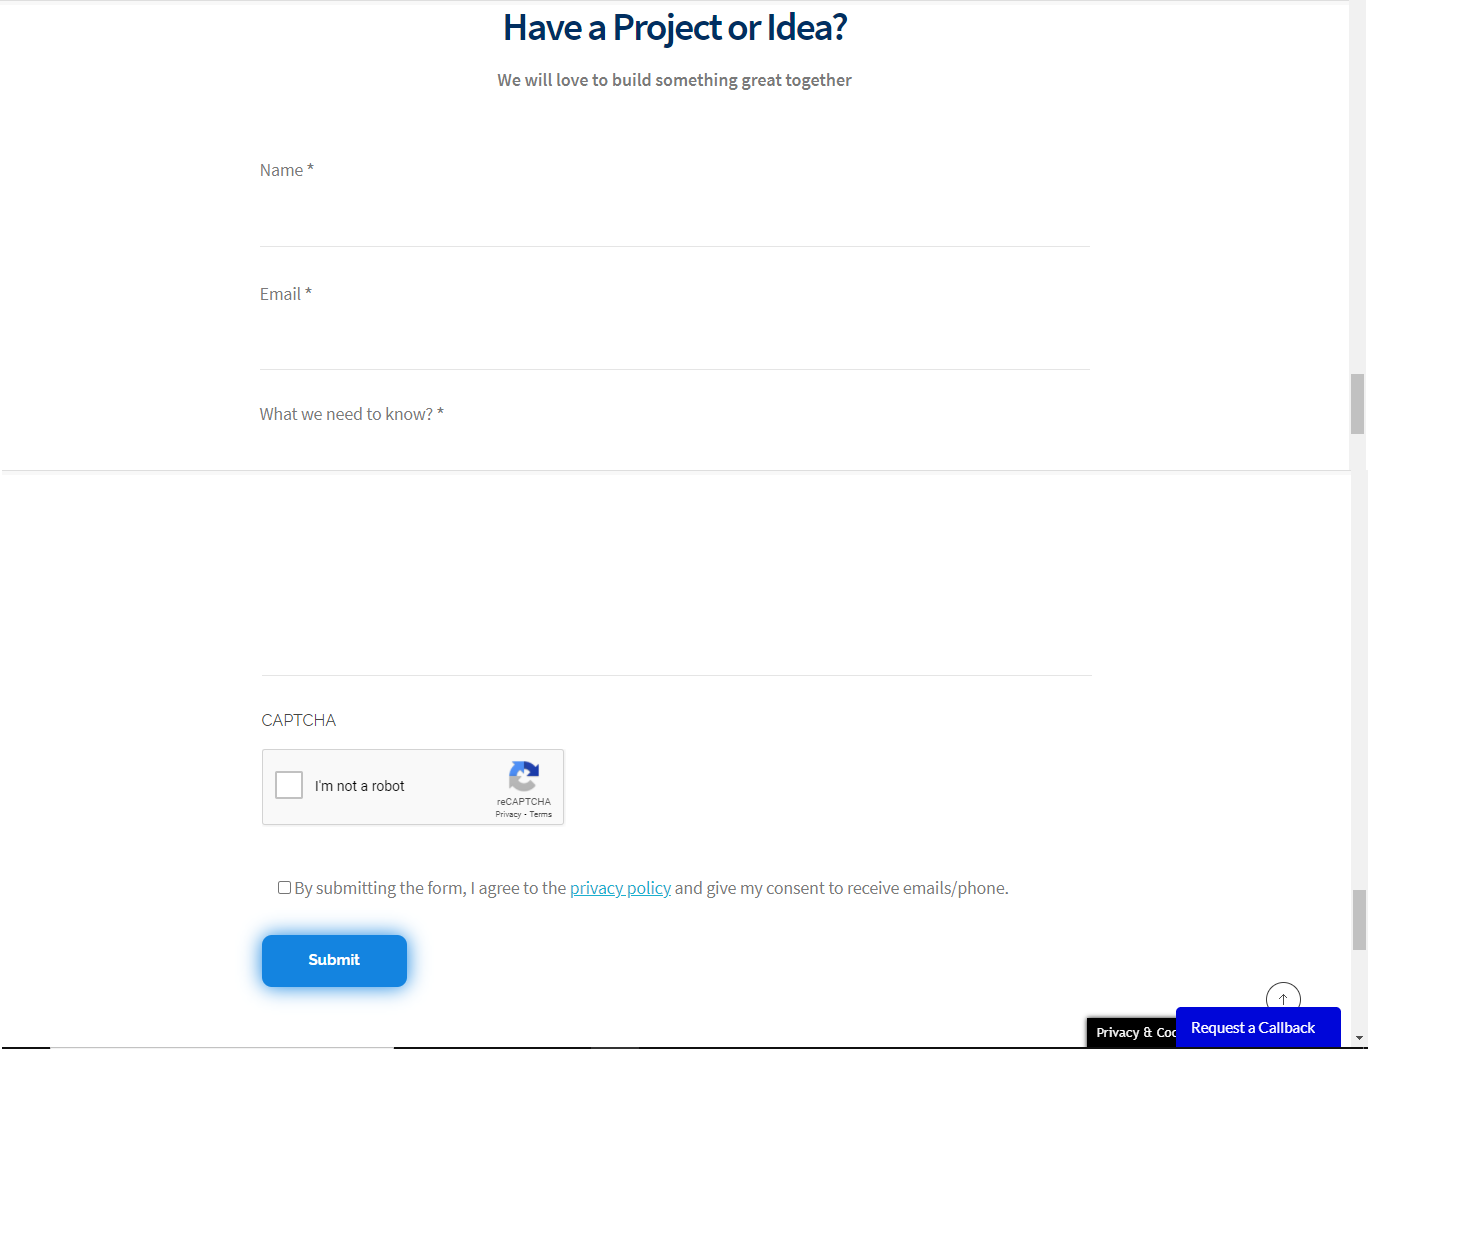 Have a Project or Idea?
We will love to build something great together
Name *
Email *
What we need to know? *
CAPTCHA
I'm not a robot
reCAPTCHA
Privacy - Terms
By submitting the form, I agree to the privacy policy and give my consent to receive emails/phone.
Submit
Privacy &
Request a Callback